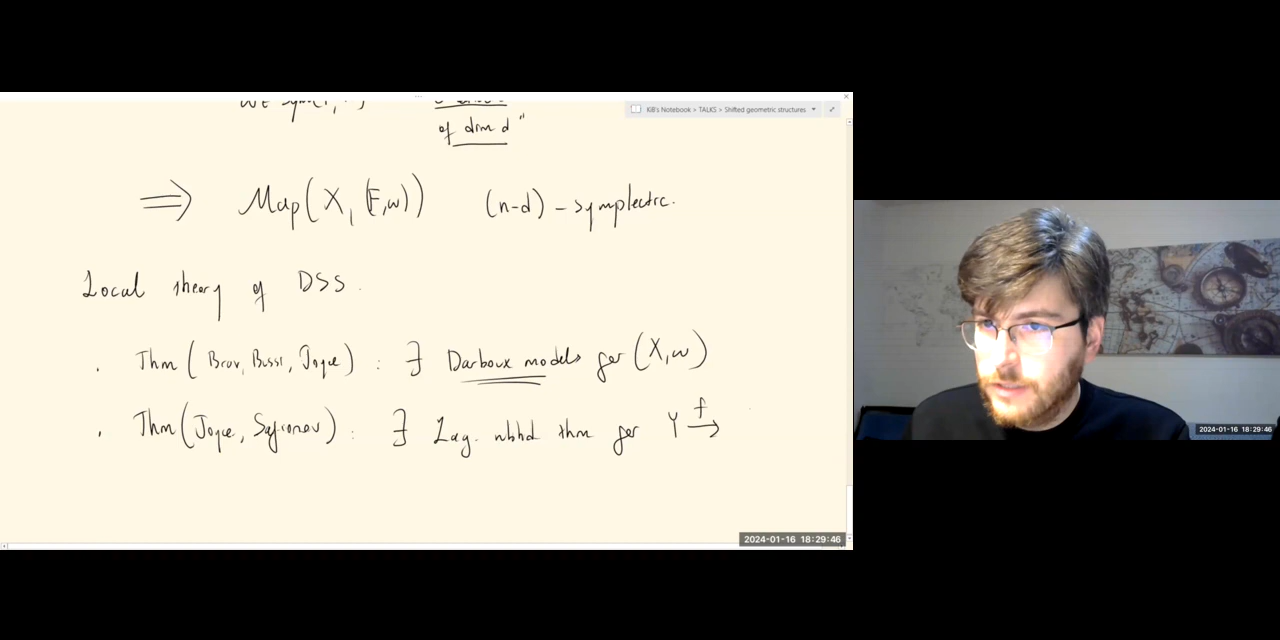 KiB's Notebook > TALKS > Shifted geometric structures
of dim d"
⟹ Map(X, (F,ω)) (n-d) - symplectic.
Local theory of DSS.
· Thm (Brav, Bussi, Joyce) : ∃ Darboux models for (X,ω)
· Thm (Joyce, Safronov) : ∃ Lag. nbhd thm for Y f→
2024-01-16 18:29:46
2024-01-16 18:29:46